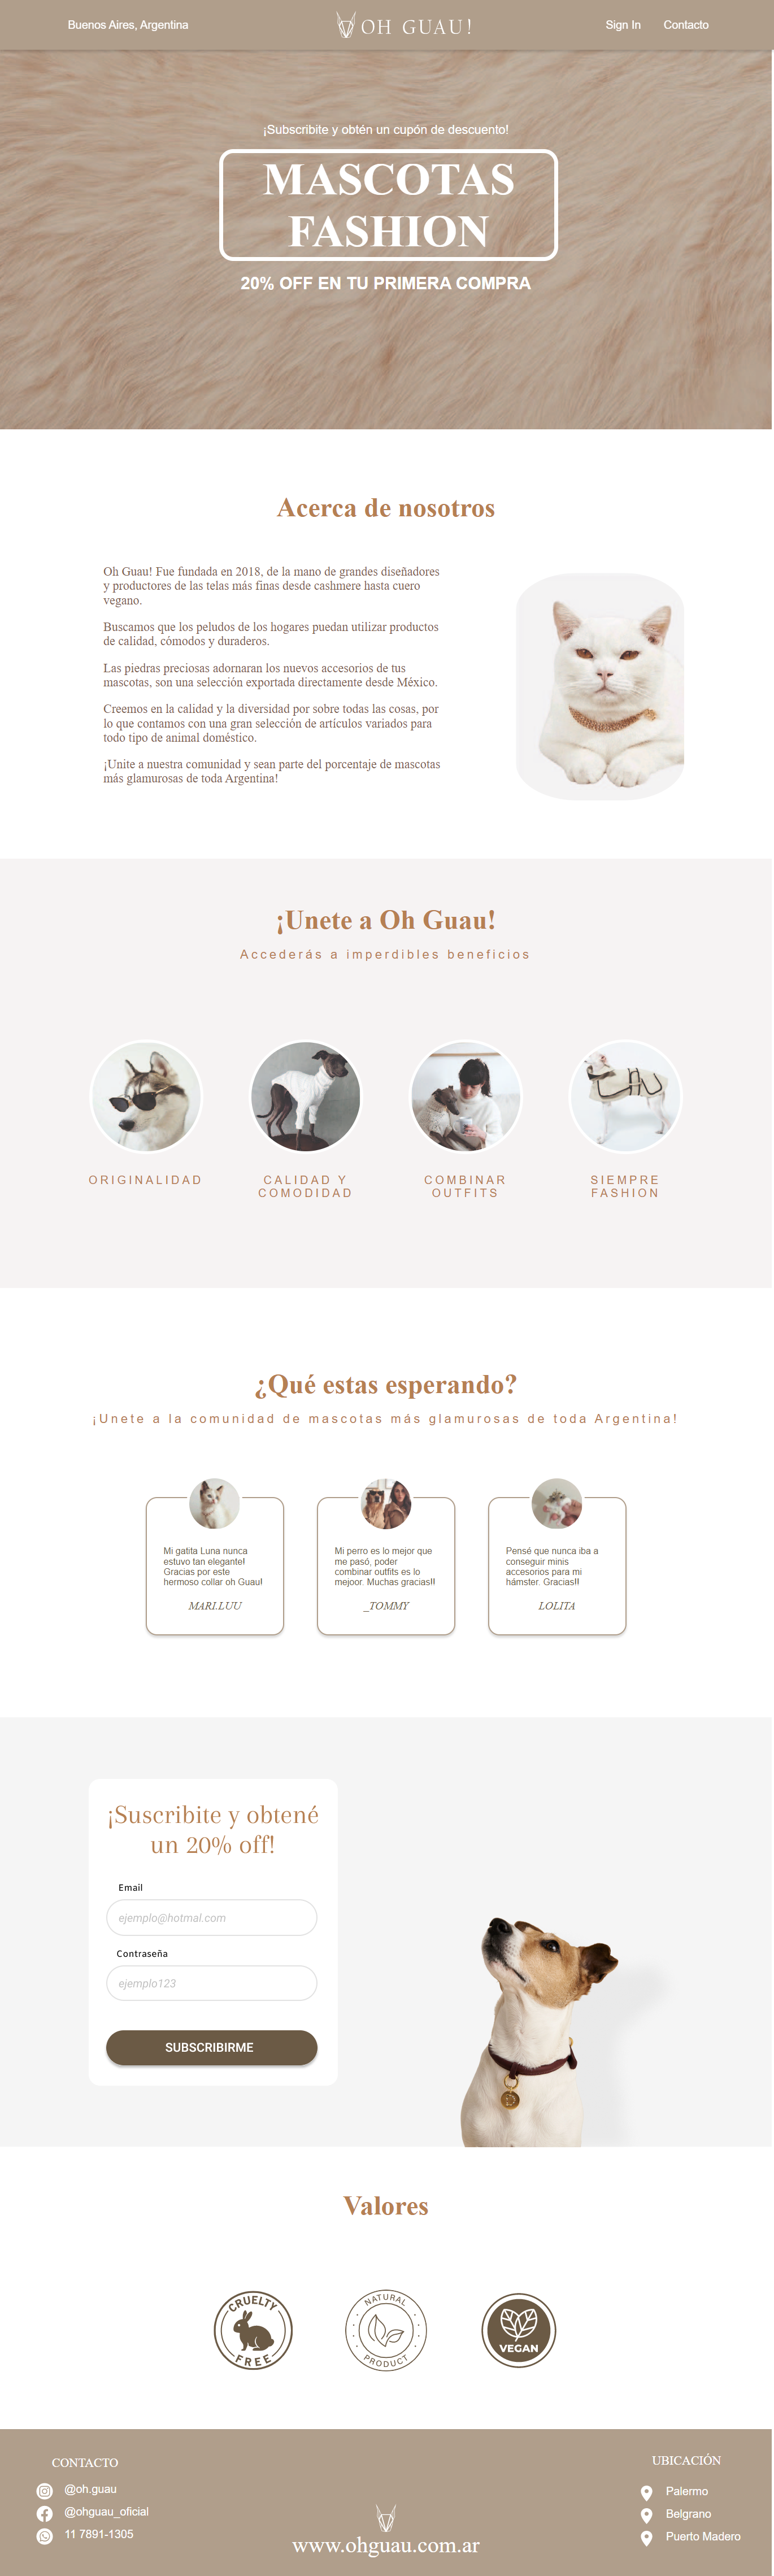 Buenos Aires, Argentina
OH GUAU!
Sign In
Contacto
¡Subscribite y obtén un cupón de descuento!
MASCOTAS
FASHION
20% OFF EN TU PRIMERA COMPRA
Acerca de nosotros
Oh Guau! Fue fundada en 2018, de la mano de grandes diseñadores
y productores de las telas más finas desde cashmere hasta cuero
vegano.
Buscamos que los peludos de los hogares puedan utilizar productos
de calidad, cómodos y duraderos.
Las piedras preciosas adornaran los nuevos accesorios de tus
mascotas, son una selección exportada directamente desde México.
Creemos en la calidad y la diversidad por sobre todas las cosas, por
lo que contamos con una gran selección de artículos variados para
todo tipo de animal doméstico.
¡Unite a nuestra comunidad y sean parte del porcentaje de mascotas
más glamurosas de toda Argentina!
¡Unete a Oh Guau!
Accederás a imperdibles beneficios
ORIGINALIDAD
CALIDAD Y
COMODIDAD
COMBINAR
OUTFITS
SIEMPRE
FASHION
¿Qué estas esperando?
¡Unete a la comunidad de mascotas más glamurosas de toda Argentina!
Mi gatita Luna nunca
estuvo tan elegante!
Gracias por este
hermoso collar oh Guau!
MARI.LUU
Mi perro es lo mejor que
me pasó, poder
combinar outfits es lo
mejoor. Muchas gracias!!
_TOMMY
Pensé que nunca iba a
conseguir minis
accesorios para mi
hámster. Gracias!!
LOLITA
¡Suscribite y obtené
un 20% off!
Email
ejemplo@hotmal.com
Contraseña
ejemplo123
SUBSCRIBIRME
Valores
CRUELTY
FREE
NATURAL
PRODUCT
VEGAN
CONTACTO
@oh.guau
@ohguau_oficial
11 7891-1305
www.ohguau.com.ar
UBICACIÓN
Palermo
Belgrano
Puerto Madero